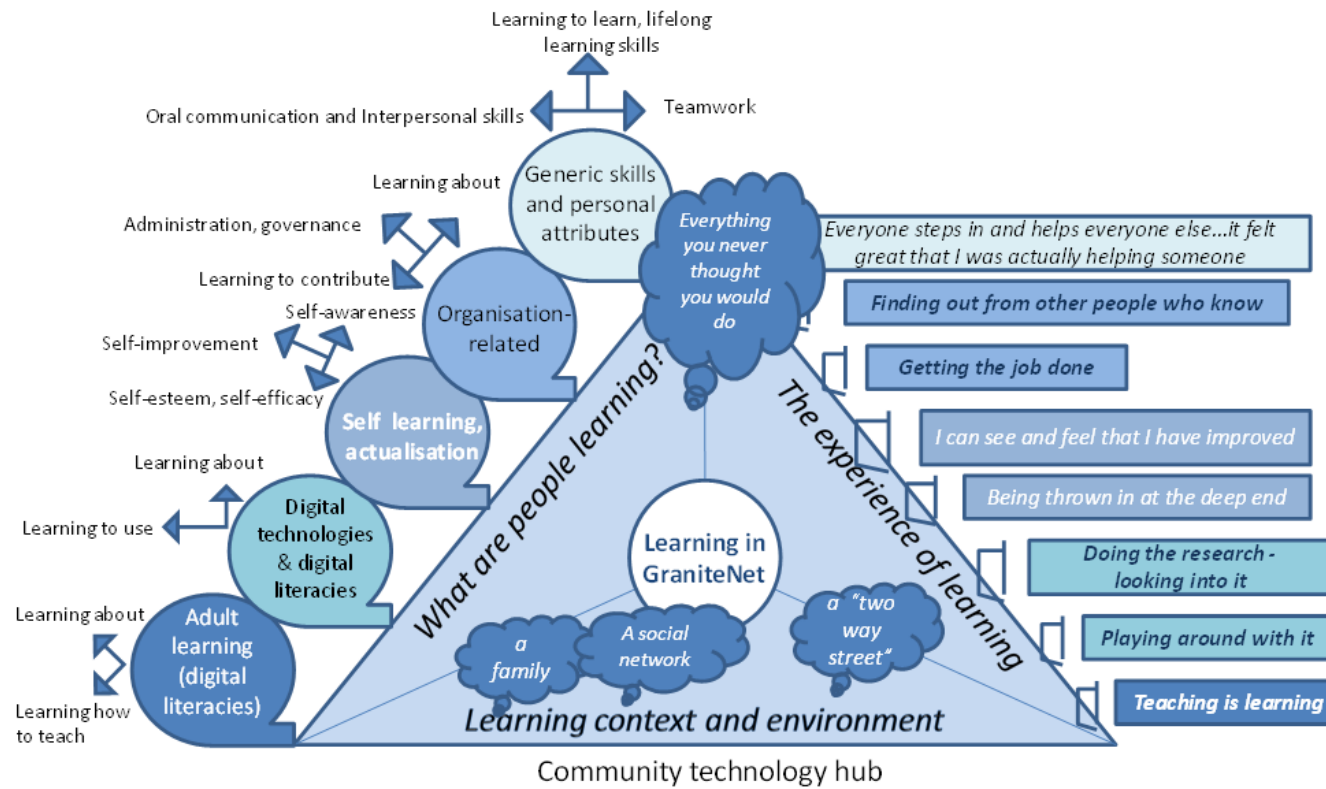 Learning to learn, lifelong
learning skills
Oral communication and Interpersonal skills
Teamwork
Generic skills
and personal
attributes
Learning about
Administration, governance
Learning to contribute
Organisation-
related
Self-awareness
Self-improvement
Self-esteem, self-efficacy
Self learning,
actualisation
Learning about
Learning to use
Digital
technologies
& digital
literacies
Learning about
Learning how
to teach
Adult
learning
(digital
literacies)
What are people learning?
Everything
you never
thought
you would
do
The experience of learning
Learning in
GraniteNet
a
family
A social
network
a "two
way
street"
Learning context and environment
Community technology hub
Everyone steps in and helps everyone else...it felt
great that I was actually helping someone
Finding out from other people who know
Getting the job done
I can see and feel that I have improved
Being thrown in at the deep end
Doing the research -
looking into it
Playing around with it
Teaching is learning